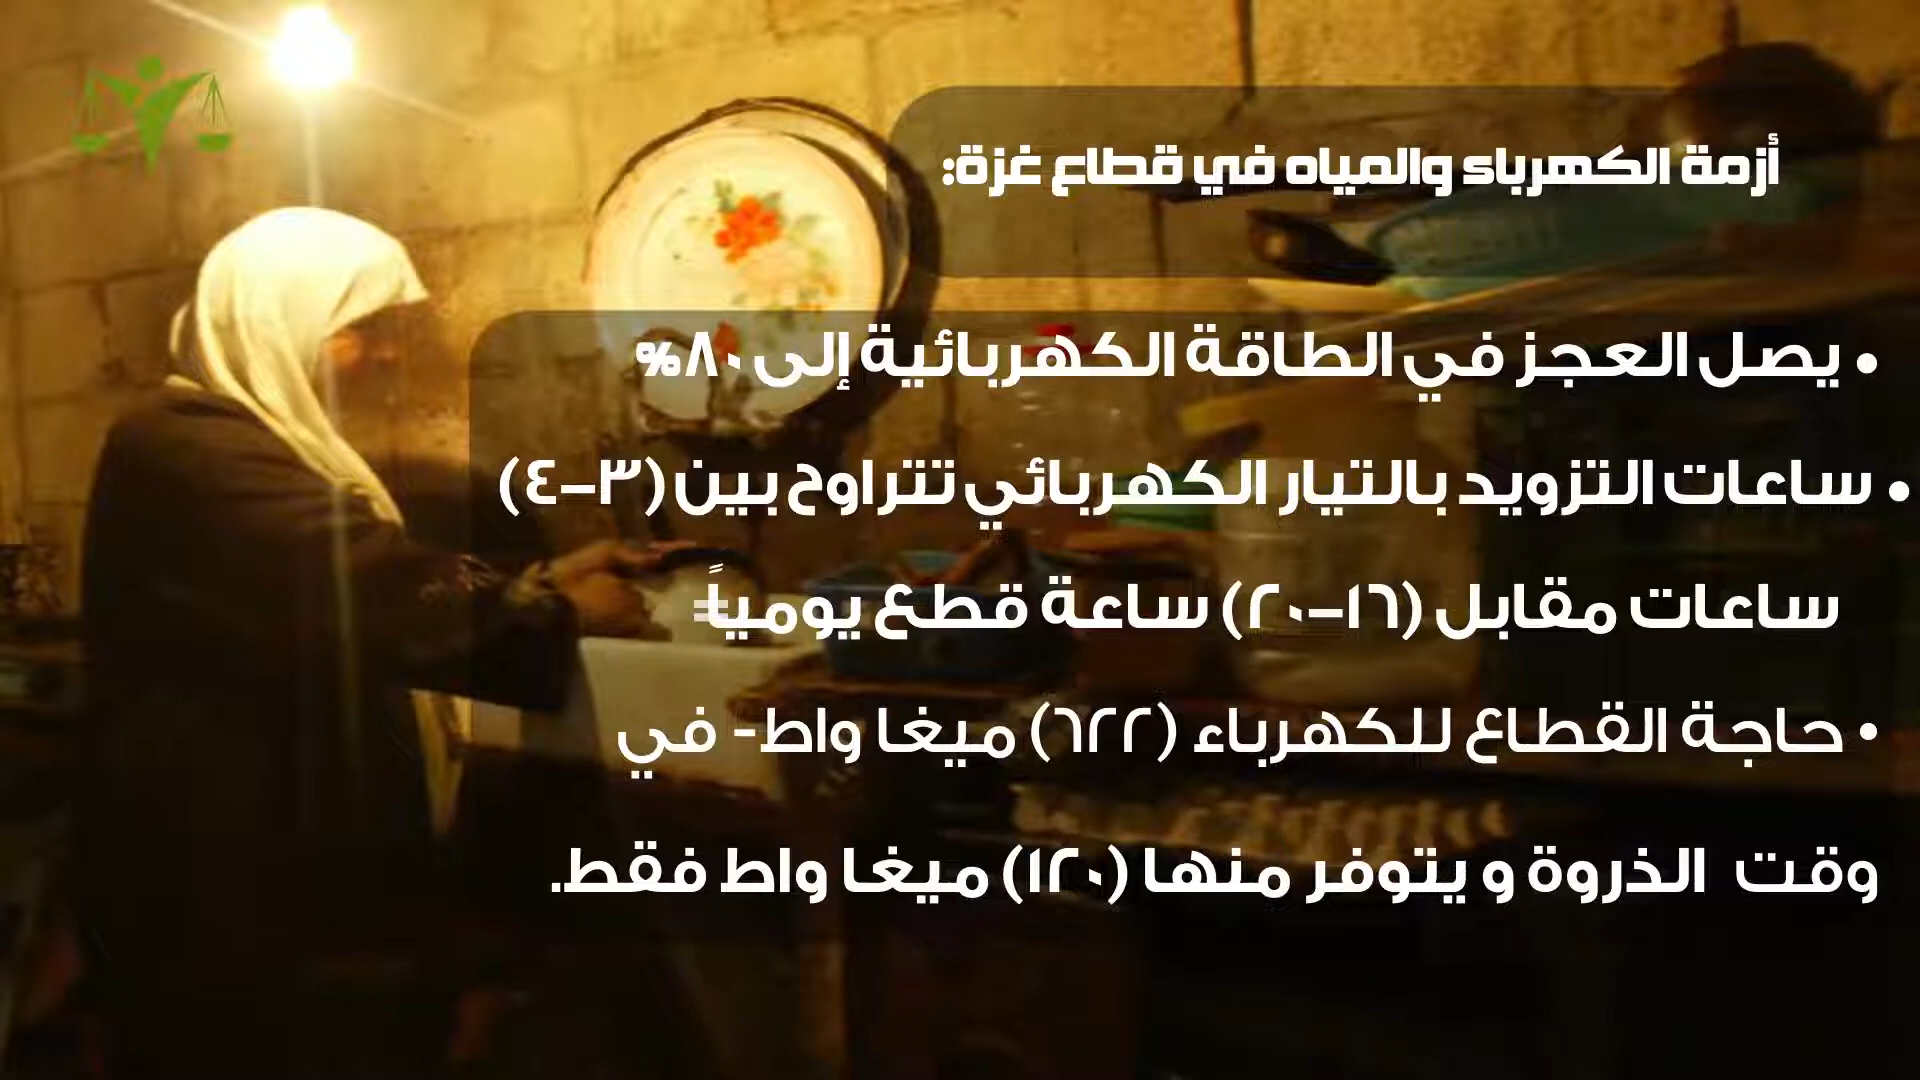 أزمة الكهرباء والمياه في قطاع غزة:
• يصل العجز في الطاقة الكهربائية إلى ٨٠%
• ساعات التزويد بالتيار الكهربائي تتراوح بين (٣-٤)
ساعات مقابل (١٦-٢٠) ساعة قطع يومياً
• حاجة القطاع للكهرباء (٦٢٢) ميغا واط- في
وقت الذروة و يتوفر منها (١٢٠) ميغا واط فقط.